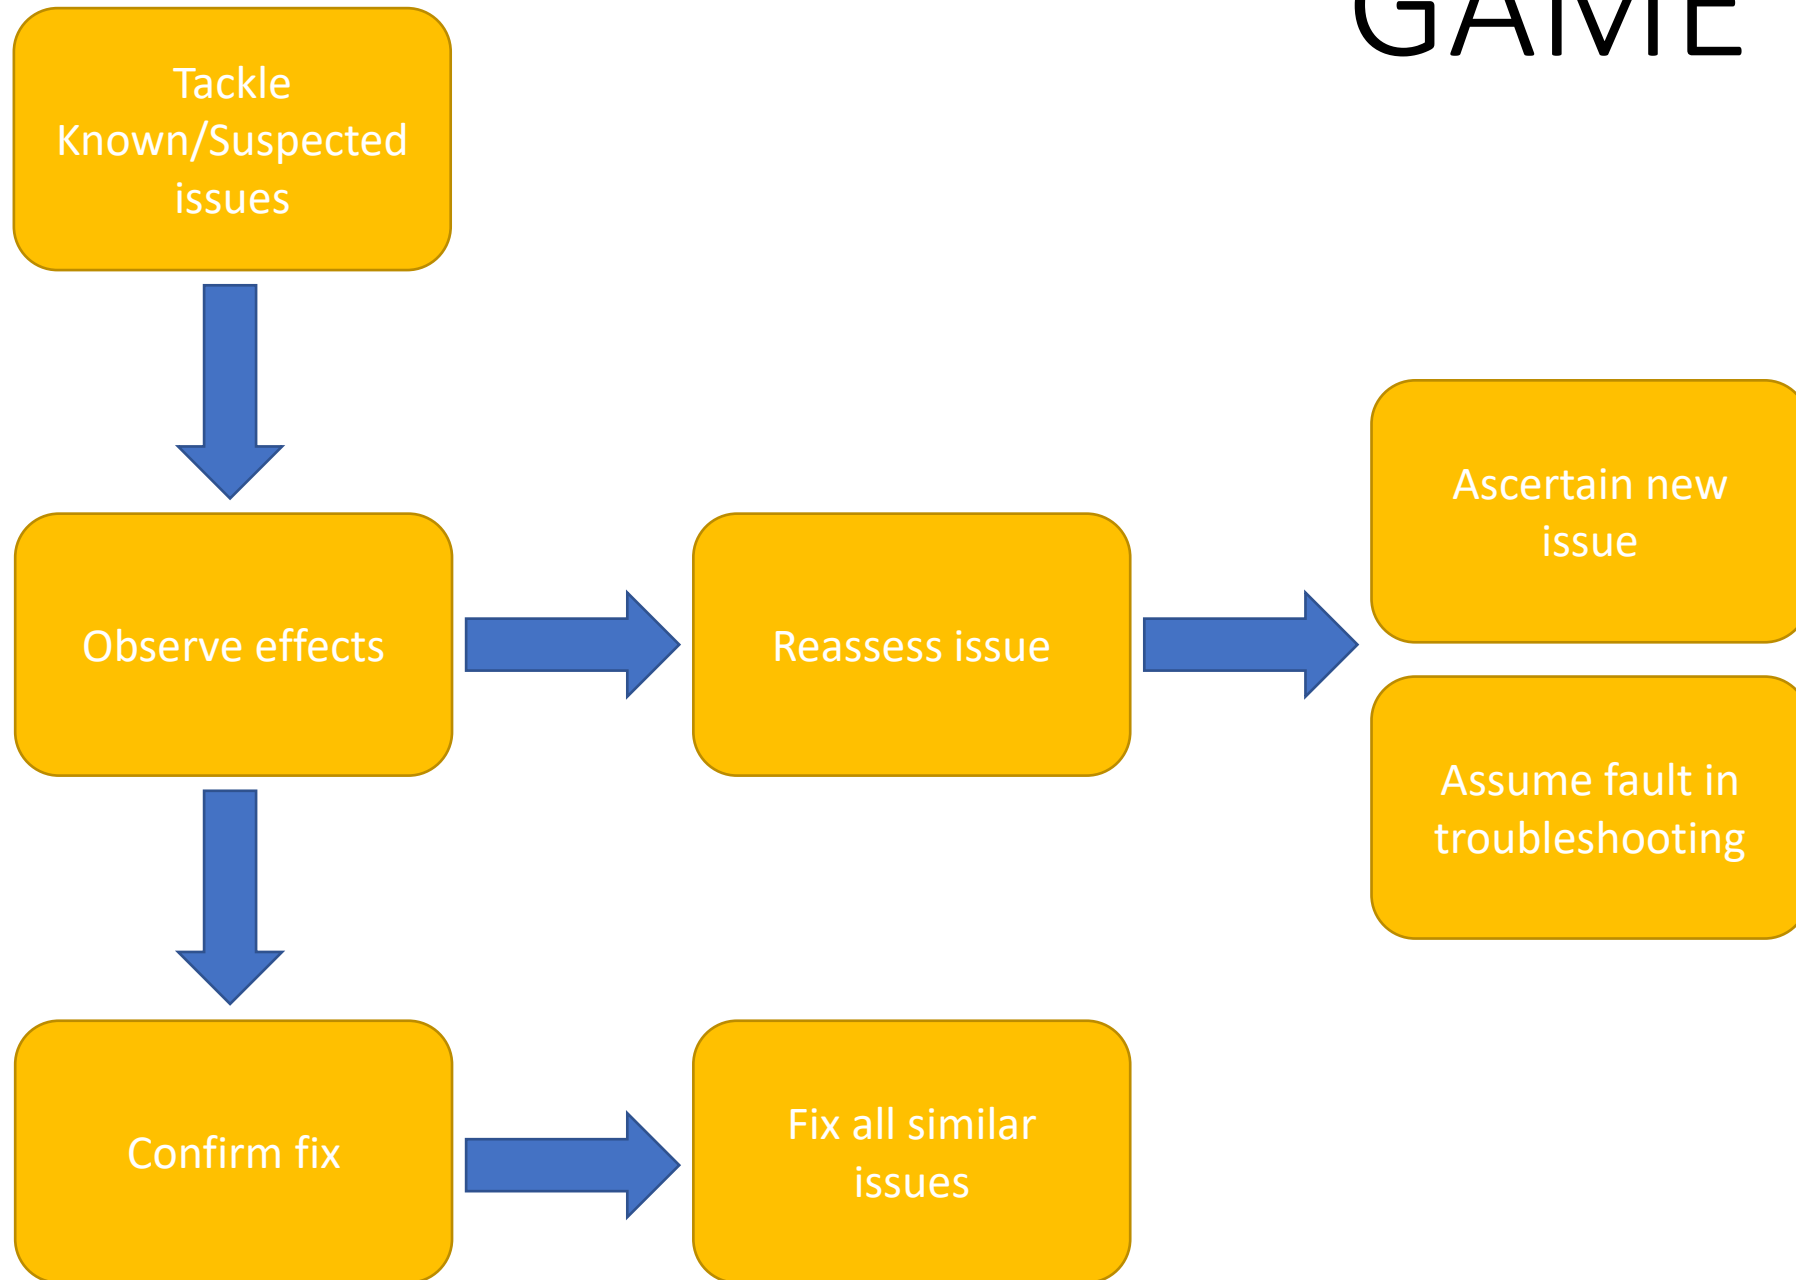 GAME
Tackle
Known/Suspected
issues
Observe effects
Reassess issue
Ascertain new
issue
Assume fault in
troubleshooting
Confirm fix
Fix all similar
issues